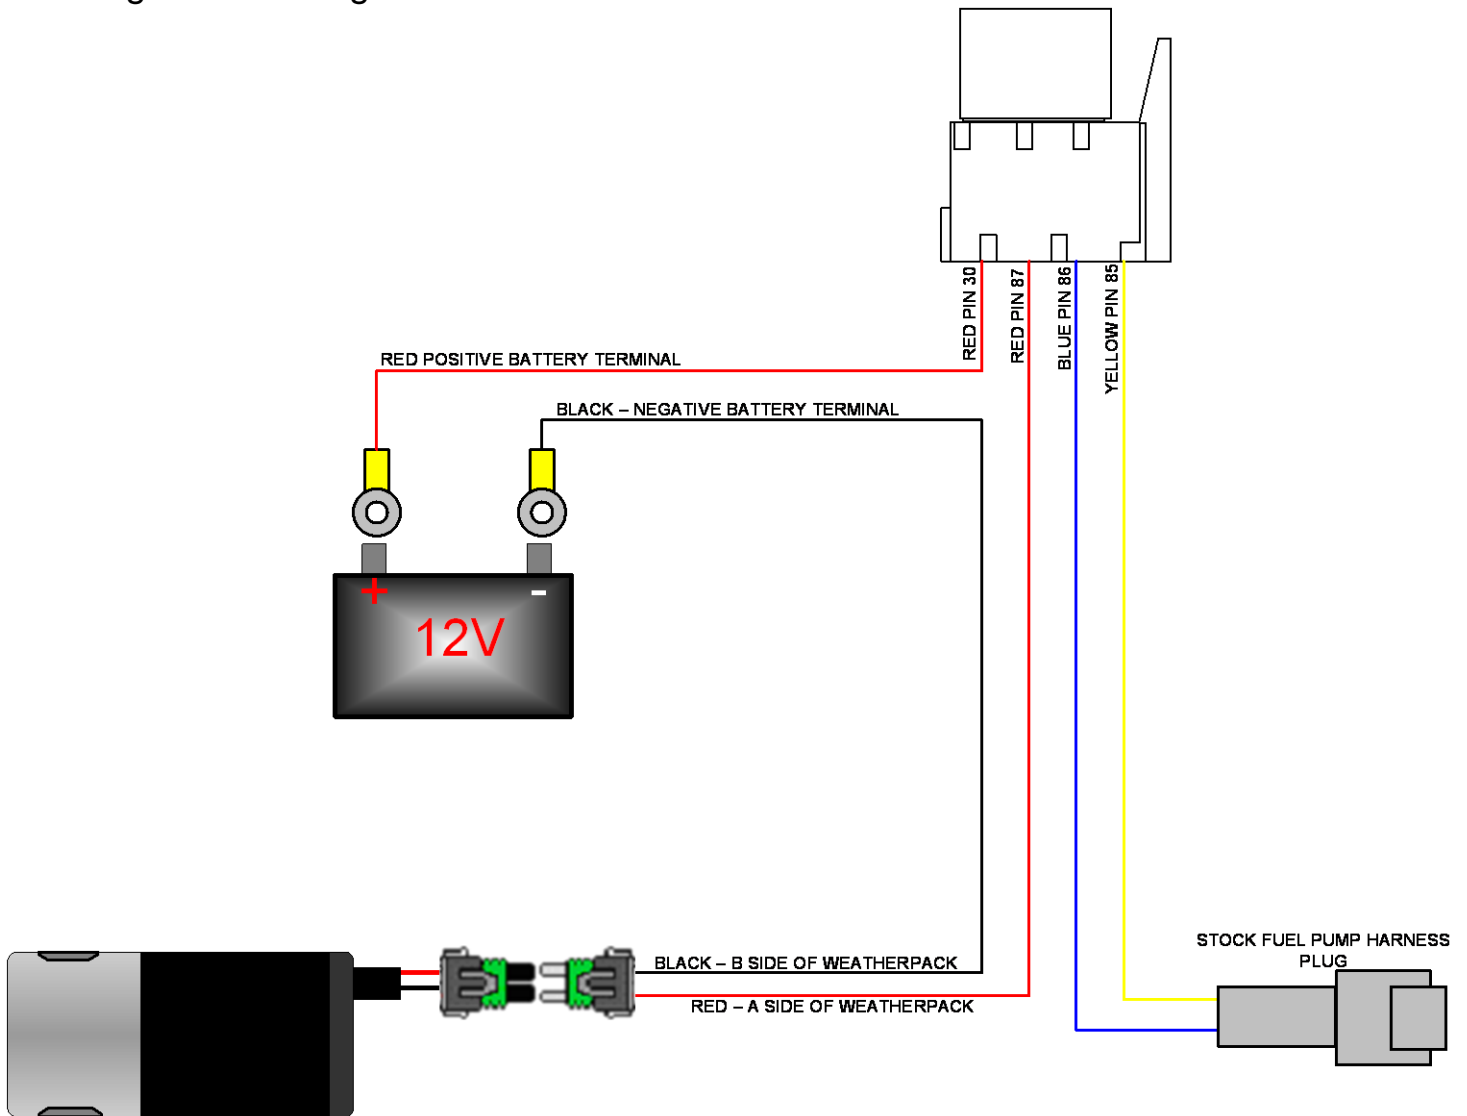 RED PIN 30
RED PIN 87
BLUE PIN 86
YELLOW PIN 85
RED POSITIVE BATTERY TERMINAL
BLACK – NEGATIVE BATTERY TERMINAL
+
-
12V
STOCK FUEL PUMP HARNESS
PLUG
BLACK – B SIDE OF WEATHERPACK
RED – A SIDE OF WEATHERPACK